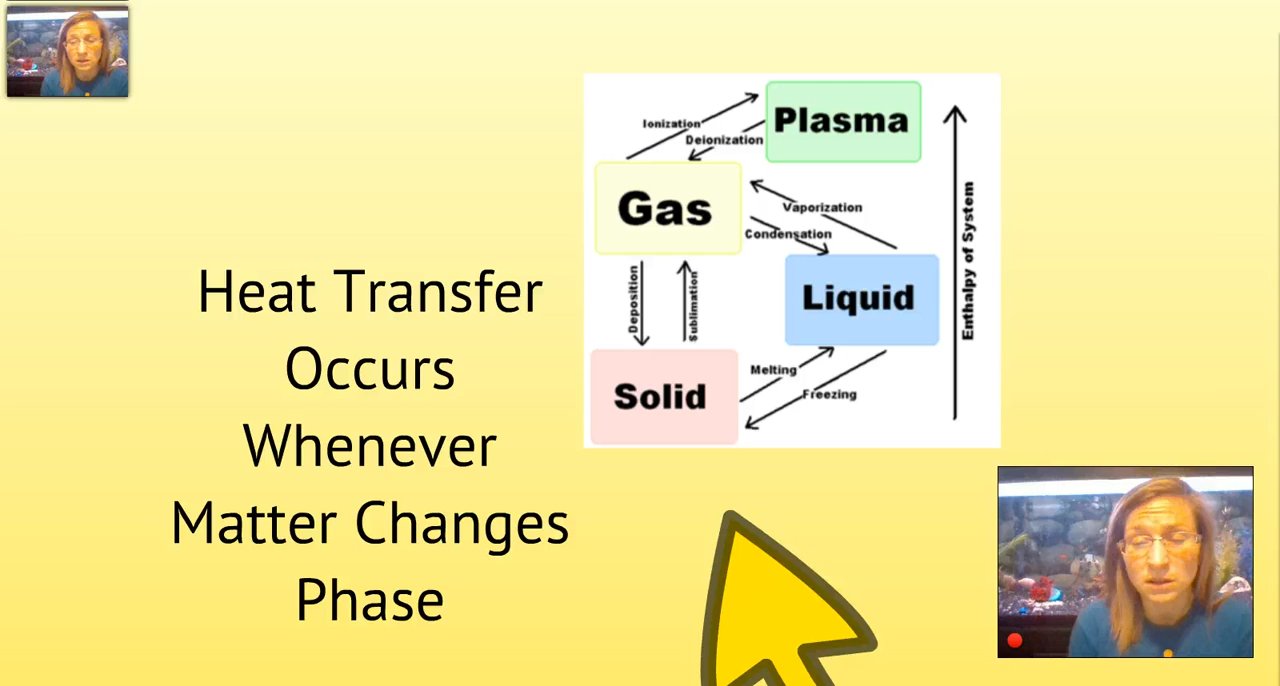 Heat Transfer
Occurs
Whenever
Matter Changes
Phase
Plasma
Ionization
Deionization
Gas
Vaporization
Condensation
Liquid
Enthalpy of System
Deposition
Sublimation
Solid
Melting
Freezing